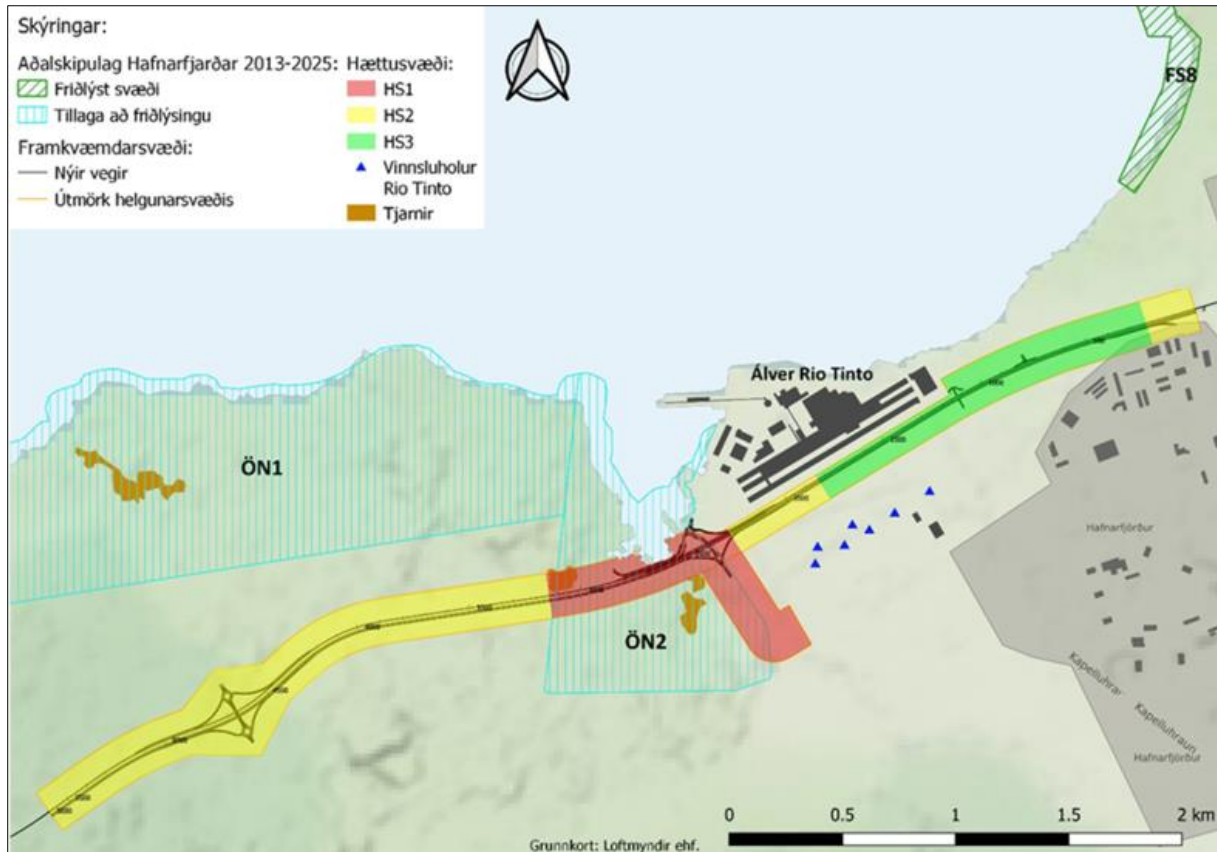 Skýringar:
Aðalskipulag Hafnarfjarðar 2013-2025:
Friðlýst svæði
Tillaga að friðlýsingu
Framkvæmdarsvæði:
Nýir vegir
Útmörk helgunarsvæðis
Hættusvæði:
HS1
HS2
HS3
Vinnsluholur
Rio Tinto
Tjarnir
FS8
Álver Rio Tinto
ÖN1
ÖN2
Hafnarfjörður
Kapelluhraun
Hafnarfjörður
0 0.5 1 1.5 2 km
Grunnkort: Loftmyndir ehf.